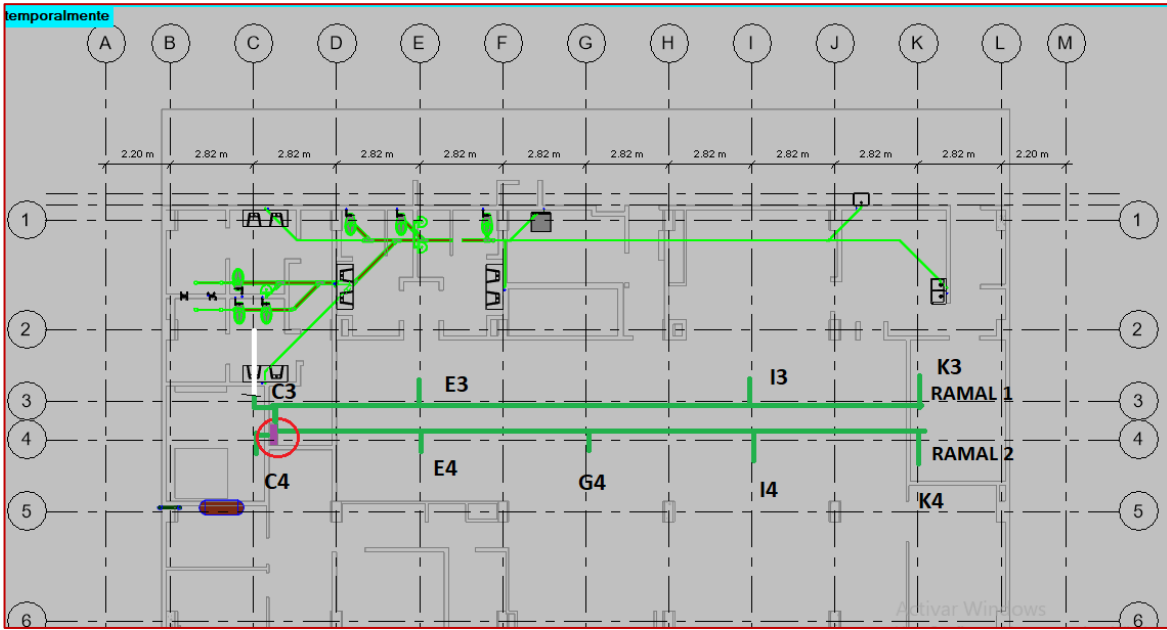 temporalmente
A B C D E F G H I J K L M
2.20 m 2.82 m 2.82 m 2.82 m 2.82 m 2.82 m 2.82 m 2.82 m 2.82 m 2.82 m 2.82 m 2.20 m
1 1
2 2
K3
E3 I3
C3 RAMAL 1
3 3
4 4
E4 RAMAL 2
C4 G4 I4
K4
5 5
Activar Windows
6 6